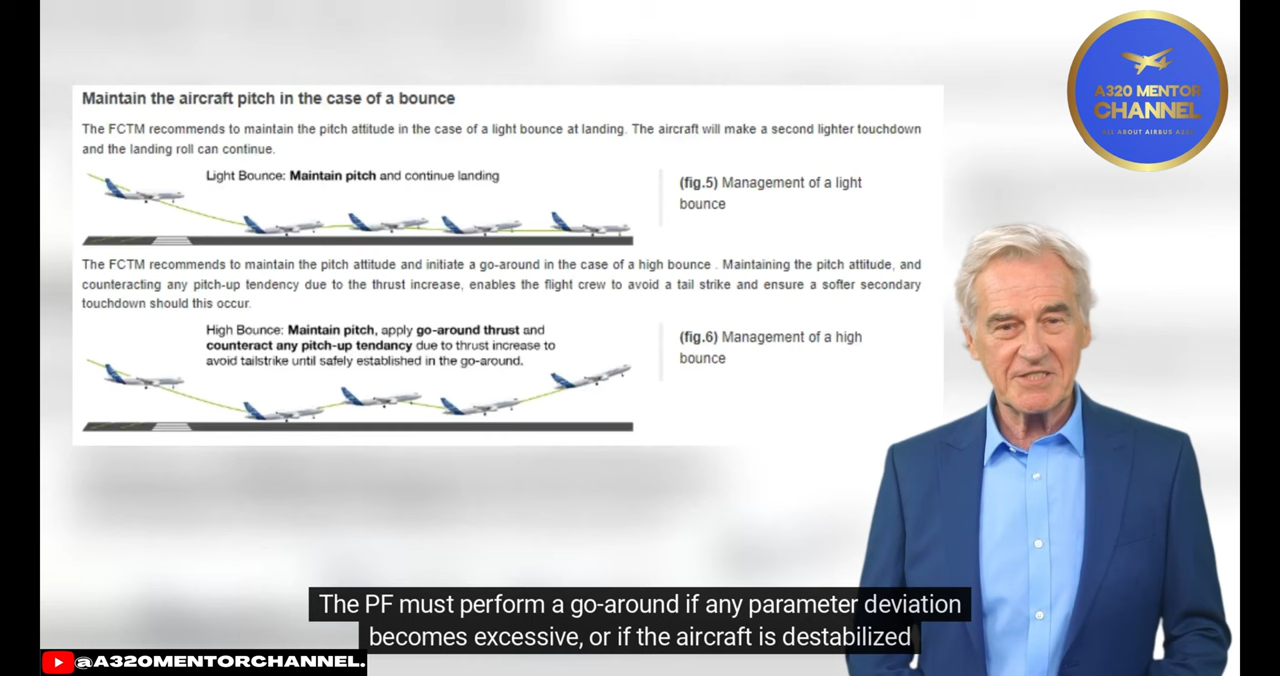 Maintain the aircraft pitch in the case of a bounce
The FCTM recommends to maintain the pitch attitude in the case of a light bounce at landing. The aircraft will make a second lighter touchdown
and the landing roll can continue.
Light Bounce: Maintain pitch and continue landing
(fig.5) Management of a light
bounce
The FCTM recommends to maintain the pitch attitude and initiate a go-around in the case of a high bounce . Maintaining the pitch attitude, and
counteracting any pitch-up tendency due to the thrust increase, enables the flight crew to avoid a tail strike and ensure a softer secondary
touchdown should this occur.
High Bounce: Maintain pitch, apply go-around thrust and
counteract any pitch-up tendancy due to thrust increase to
avoid tailstrike until safely established in the go-around.
(fig.6) Management of a high
bounce
A320 MENTOR
CHANNEL
ALL ABOUT AIRBUS A320
The PF must perform a go-around if any parameter deviation
becomes excessive, or if the aircraft is destabilized
@A320MENTORCHANNEL.